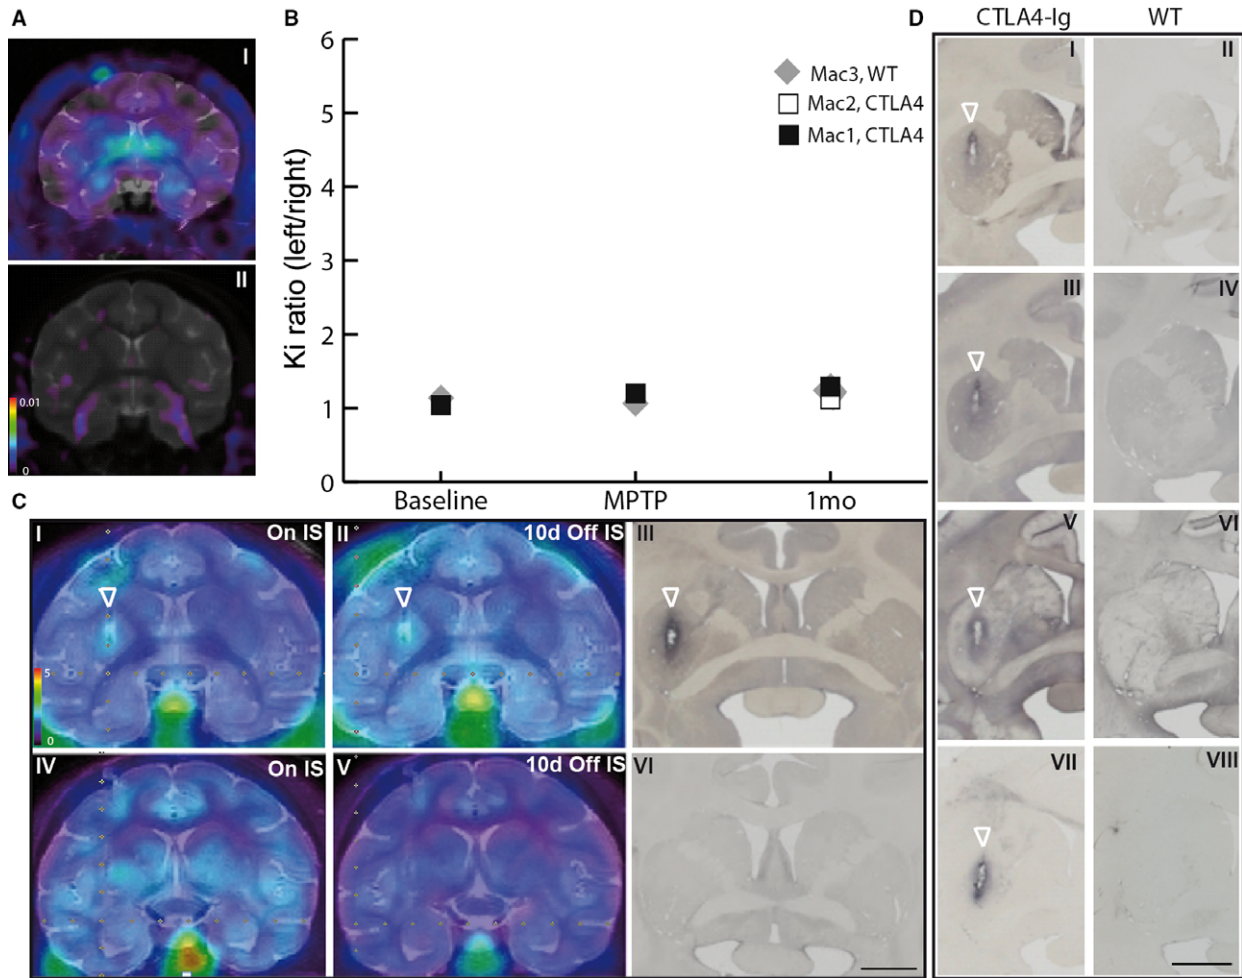 A
I
II
0.01
0
B
6
5
4
3
2
1
0
Ki ratio (left/right)
Mac3, WT
Mac2, CTLA4
Mac1, CTLA4
Baseline
MPTP
1mo
C
I
On IS
5
0
II
10d Off IS
III
IV
On IS
V
10d Off IS
VI
D
CTLA4-Ig
WT
I
II
III
IV
V
VI
VII
VIII